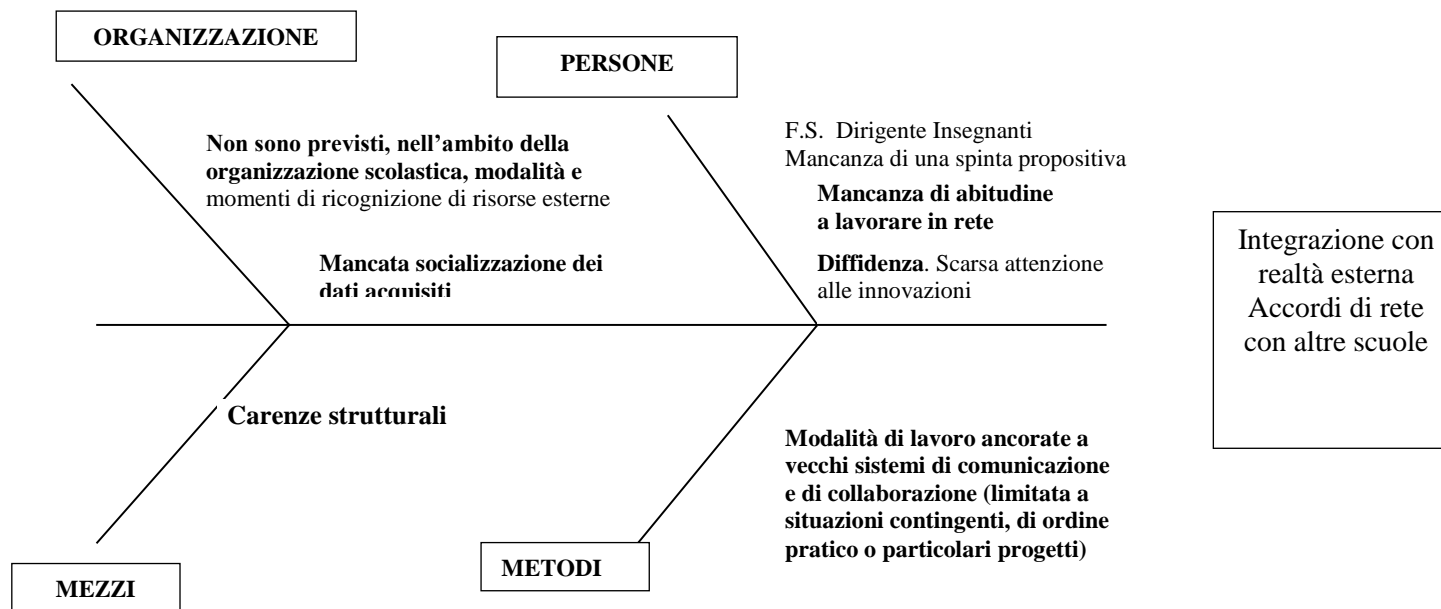 ORGANIZZAZIONE
PERSONE
Non sono previsti, nell’ambito della
organizzazione scolastica, modalità e
momenti di ricognizione di risorse esterne
Mancata socializzazione dei
dati acquisiti
F.S.  Dirigente Insegnanti
Mancanza di una spinta propositiva
Mancanza di abitudine
a lavorare in rete
Diffidenza. Scarsa attenzione
alle innovazioni
Integrazione con
realtà esterna
Accordi di rete
con altre scuole
Carenze strutturali
Modalità di lavoro ancorate a
vecchi sistemi di comunicazione
e di collaborazione (limitata a
situazioni contingenti, di ordine
pratico o particolari progetti)
MEZZI
METODI